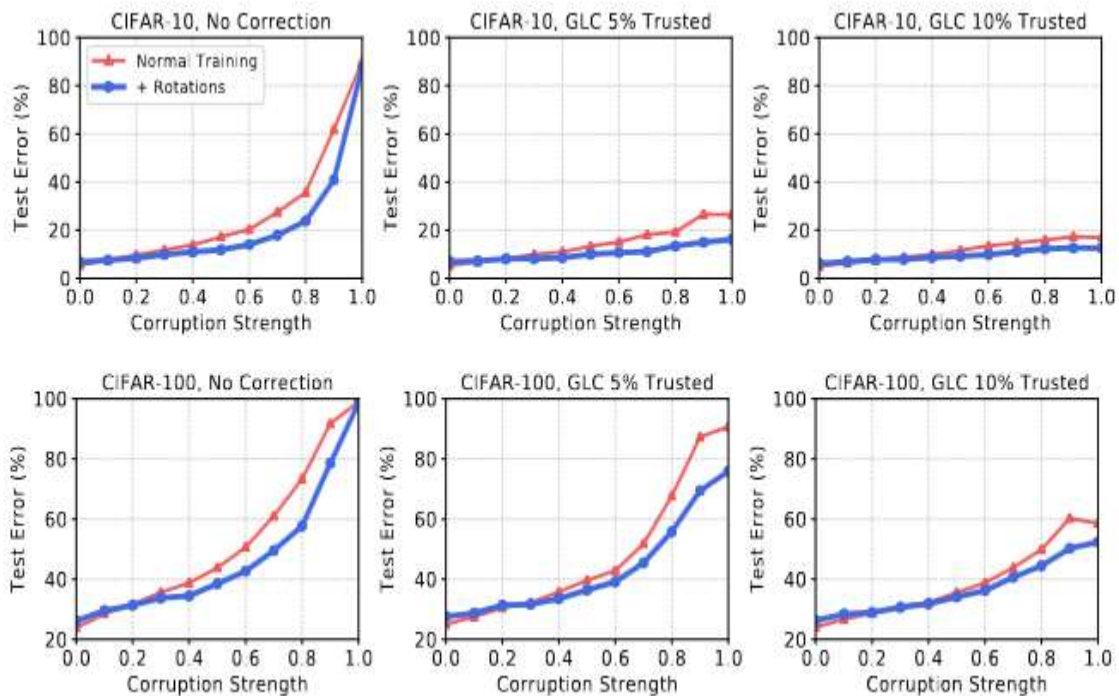 CIFAR-10, No Correction
100
80
60
40
20
0
Test Error (%)
Normal Training
+ Rotations
0.0 0.2 0.4 0.6 0.8 1.0
Corruption Strength
CIFAR-10, GLC 5% Trusted
100
80
60
40
20
0
Test Error (%)
0.0 0.2 0.4 0.6 0.8 1.0
Corruption Strength
CIFAR-10, GLC 10% Trusted
100
80
60
40
20
0
Test Error (%)
0.0 0.2 0.4 0.6 0.8 1.0
Corruption Strength
CIFAR-100, No Correction
100
80
60
40
20
Test Error (%)
0.0 0.2 0.4 0.6 0.8 1.0
Corruption Strength
CIFAR-100, GLC 5% Trusted
100
80
60
40
20
Test Error (%)
0.0 0.2 0.4 0.6 0.8 1.0
Corruption Strength
CIFAR-100, GLC 10% Trusted
100
80
60
40
20
Test Error (%)
0.0 0.2 0.4 0.6 0.8 1.0
Corruption Strength